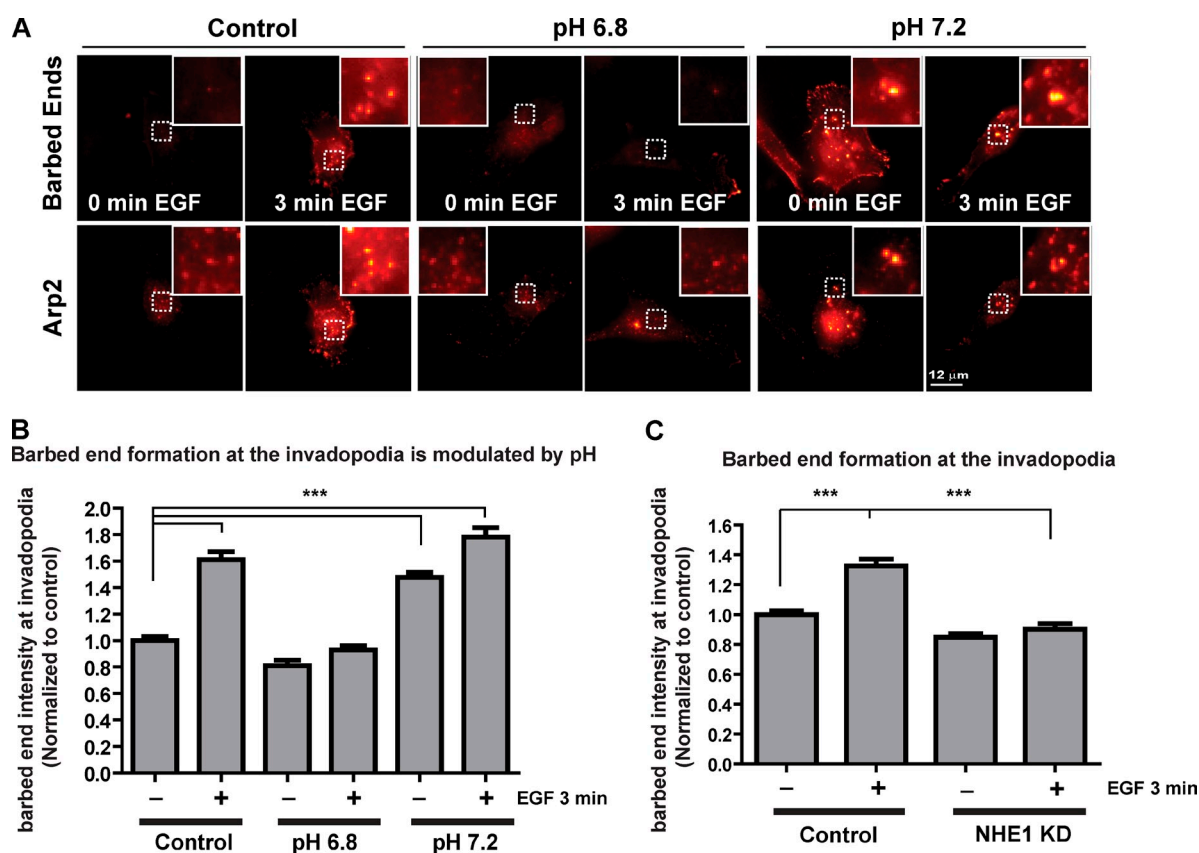 A
Control
pH 6.8
pH 7.2
Barbed Ends
0 min EGF
3 min EGF
0 min EGF
3 min EGF
0 min EGF
3 min EGF
Arp2
12 µm
B
Barbed end formation at the invadopodia is modulated by pH
barbed end intensity at invadopodia
(Normalized to control)
2.0
1.8
1.6
1.4
1.2
1.0
0.8
0.6
0.4
0.2
0.0
***
– + – + – + EGF 3 min
Control pH 6.8 pH 7.2
C
Barbed end formation at the invadopodia
barbed end intensity at invadopodia
(Normalized to control)
1.6
1.4
1.2
1.0
0.8
0.6
0.4
0.2
0.0
*** ***
– + – + EGF 3 min
Control NHE1 KD